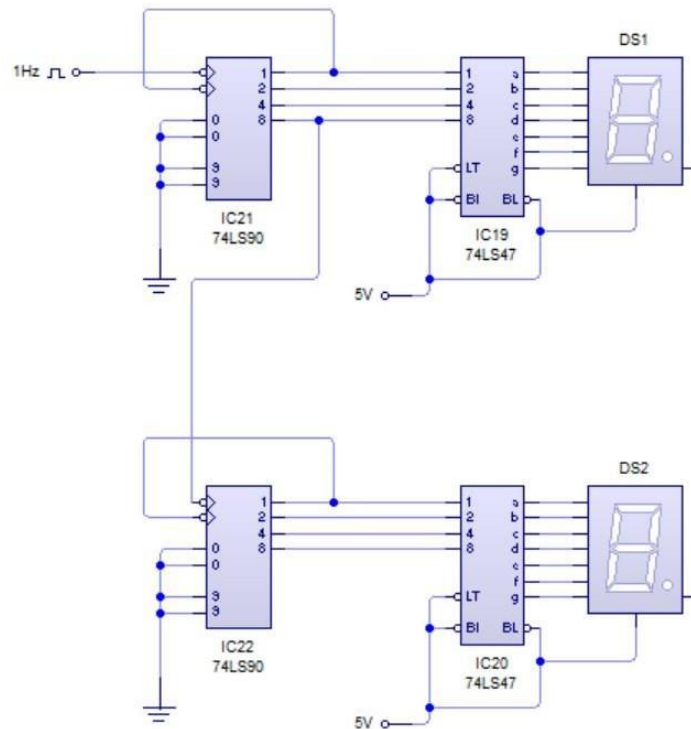 DS1
1Hz
1 1 a
2 2 b
4 4 c
0 8 8 d
0 e
f
9 LT g
9
BI BL
IC21
74LS90
IC19
74LS47
5V
DS2
1 1 a
2 2 b
4 4 c
0 8 8 d
0 e
f
9 LT g
9
BI BL
IC22
74LS90
IC20
74LS47
5V